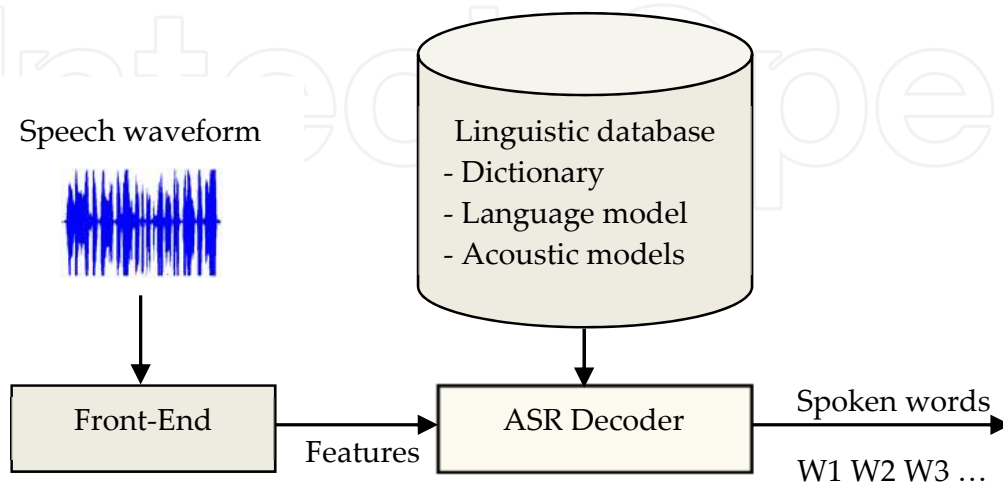 Speech waveform
Linguistic database
- Dictionary
- Language model
- Acoustic models
Front-End
Features
ASR Decoder
Spoken words
W1 W2 W3 …